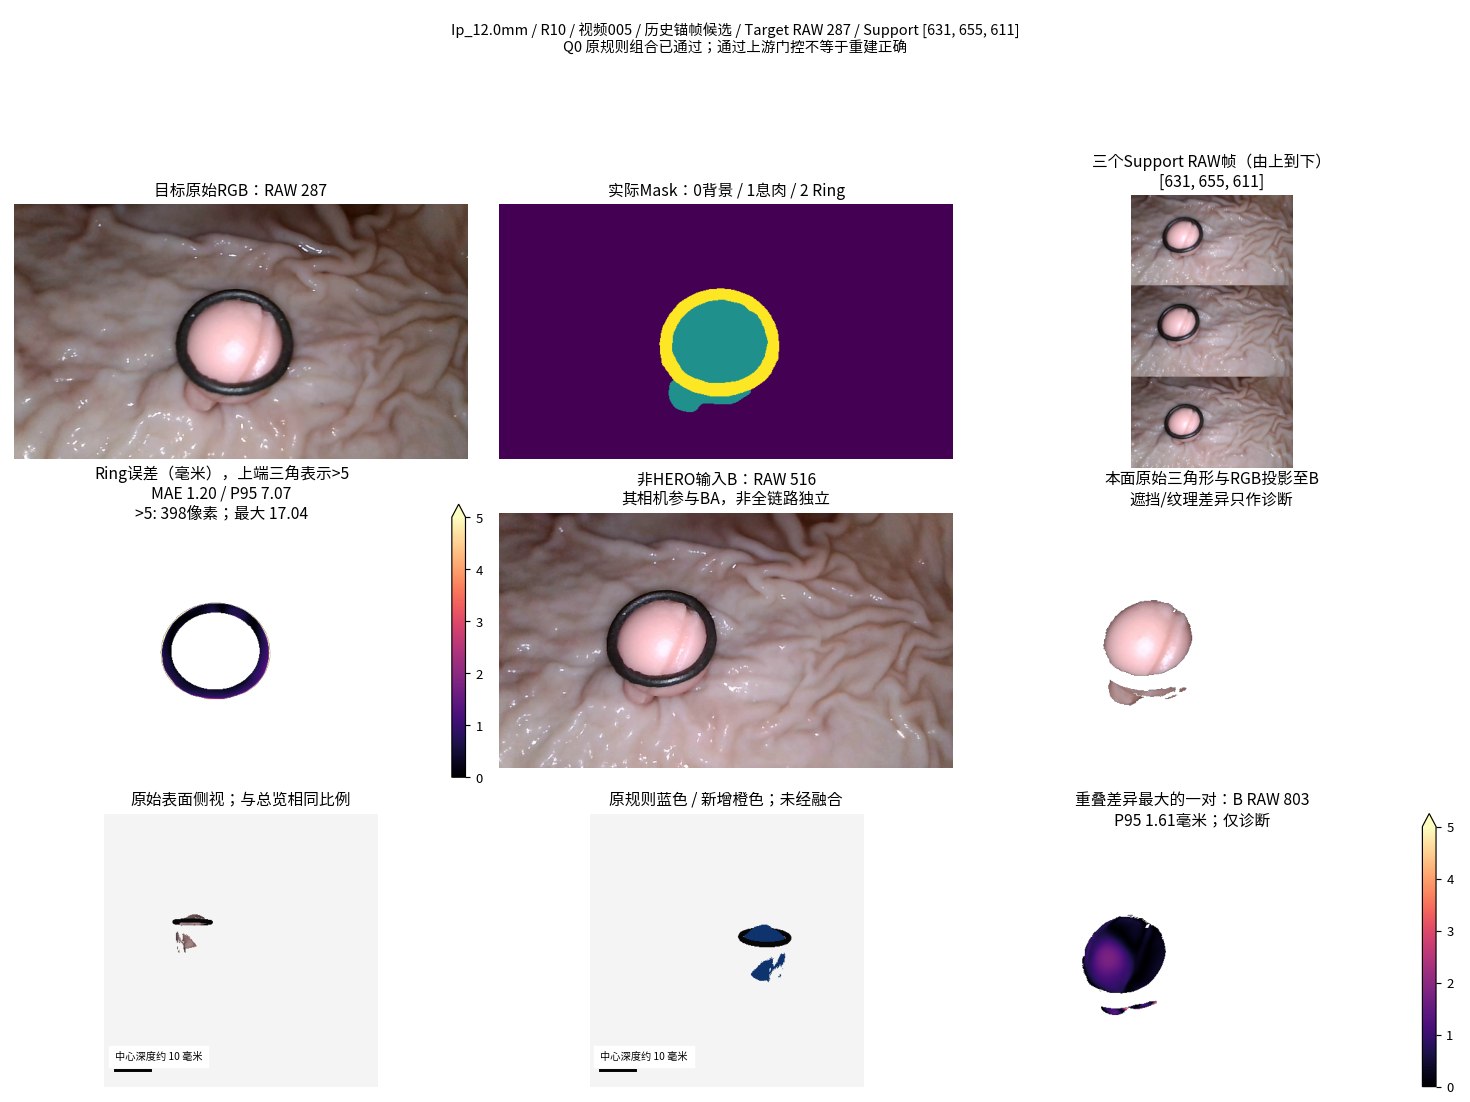 Ip_12.0mm / R10 / 视频005 / 历史锚帧候选 / Target RAW 287 / Support [631, 655, 611]
Q0 原规则组合已通过；通过上游门控不等于重建正确
目标原始RGB：RAW 287
实际Mask：0背景 / 1息肉 / 2 Ring
三个Support RAW帧（由上到下）
[631, 655, 611]
Ring误差（毫米），上端三角表示>5
MAE 1.20 / P95 7.07
>5: 398像素；最大 17.04
5
4
3
2
1
0
非HERO输入B：RAW 516
其相机参与BA，非全链路独立
本面原始三角形与RGB投影至B
遮挡/纹理差异只作诊断
原始表面侧视；与总览相同比例
中心深度约 10 毫米
原规则蓝色 / 新增橙色；未经融合
中心深度约 10 毫米
重叠差异最大的一对：B RAW 803
P95 1.61毫米；仅诊断
5
4
3
2
1
0